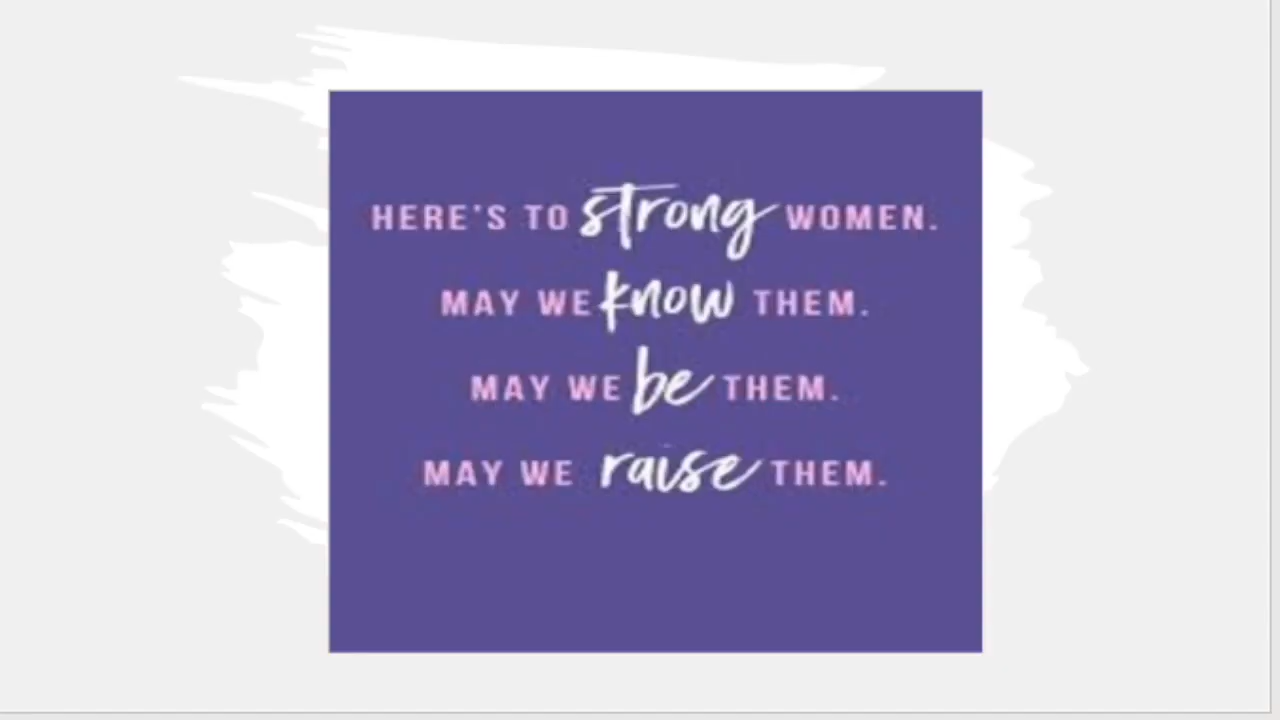 HERE'S TO strong WOMEN.
MAY WE know THEM.
MAY WE be THEM.
MAY WE raise THEM.